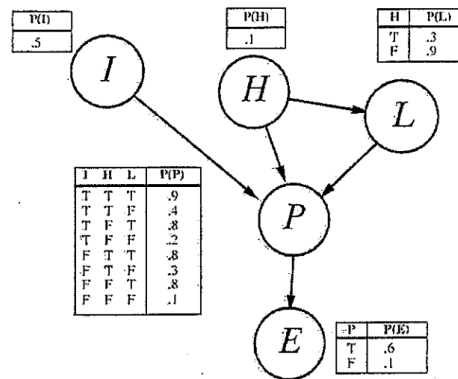 P(I)
.5
P(H)
.1
H P(L)
T .3
F .9
I
H
L
I H L P(P)
T T T .9
T T F .4
T F T .8
T F F .2
F T T .8
F T F .3
F F T .8
F F F .1
P
E
P P(E)
T .6
F .1